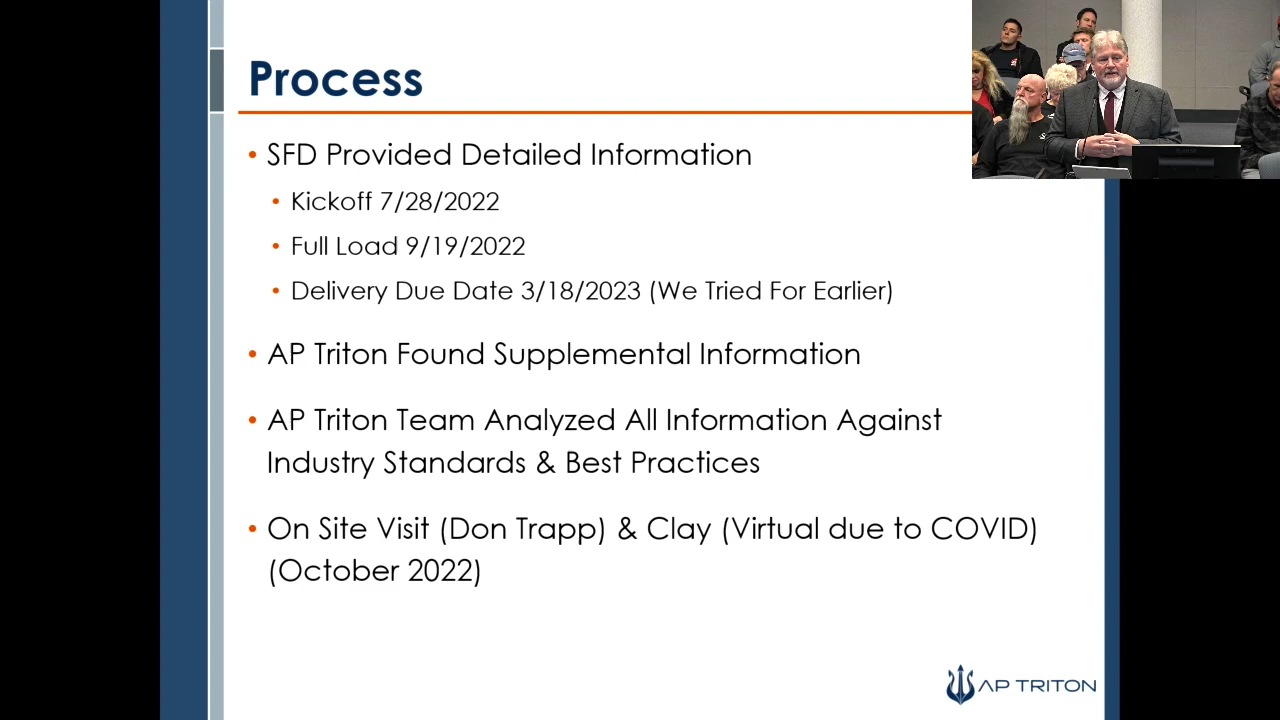 Process
• SFD Provided Detailed Information
• Kickoff 7/28/2022
• Full Load 9/19/2022
• Delivery Due Date 3/18/2023 (We Tried For Earlier)
• AP Triton Found Supplemental Information
• AP Triton Team Analyzed All Information Against
Industry Standards & Best Practices
• On Site Visit (Don Trapp) & Clay (Virtual due to COVID)
(October 2022)
AP TRITON